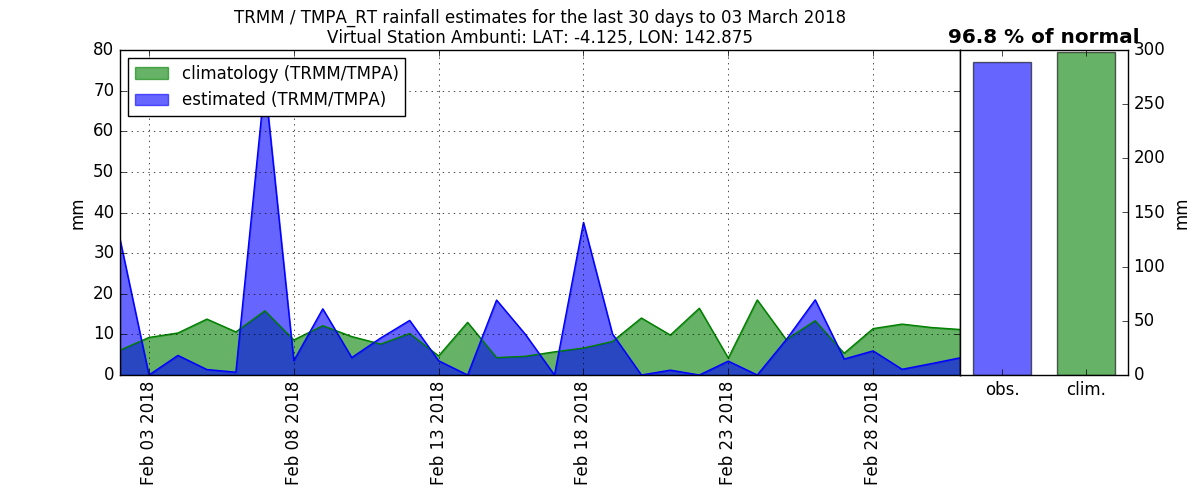 TRMM / TMPA_RT rainfall estimates for the last 30 days to 03 March 2018
Virtual Station Ambunti: LAT: -4.125, LON: 142.875
96.8 % of normal
climatology (TRMM/TMPA)
estimated (TRMM/TMPA)
80
70
60
50
40
30
20
10
0
mm
Feb 03 2018
Feb 08 2018
Feb 13 2018
Feb 18 2018
Feb 23 2018
Feb 28 2018
obs.
clim.
300
250
200
150
100
50
0
mm